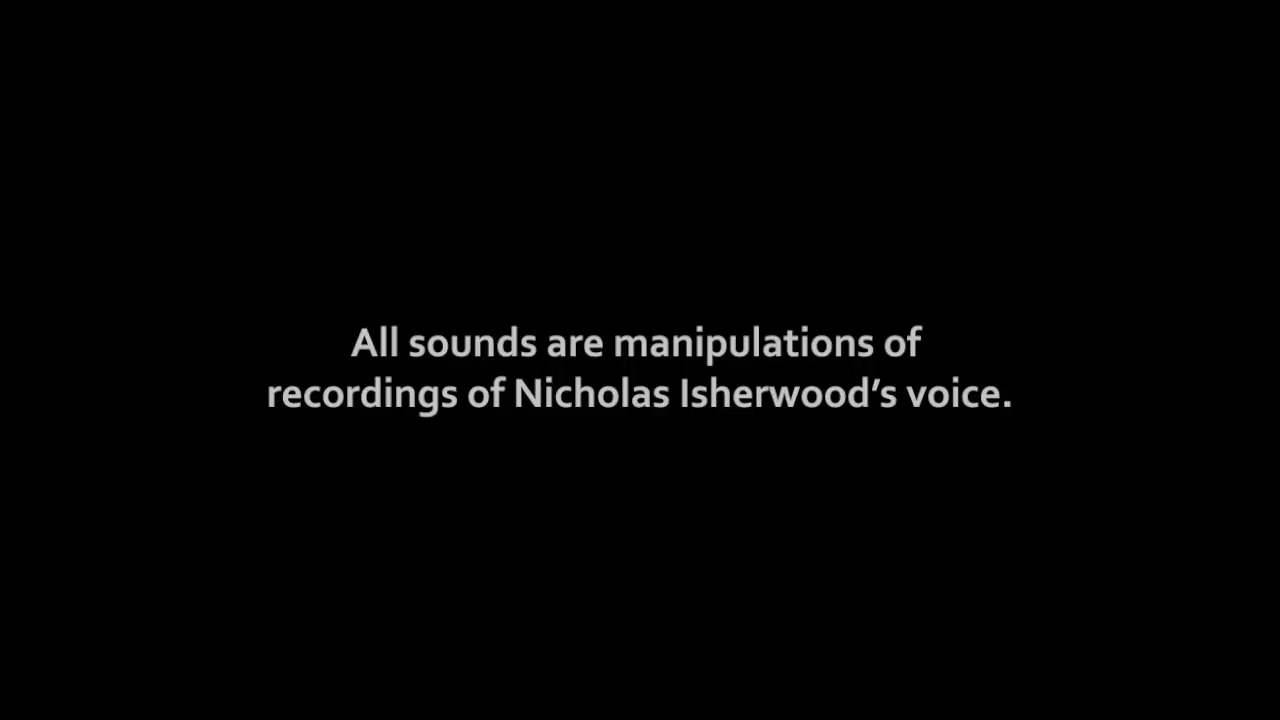 All sounds are manipulations of
recordings of Nicholas Isherwood’s voice.